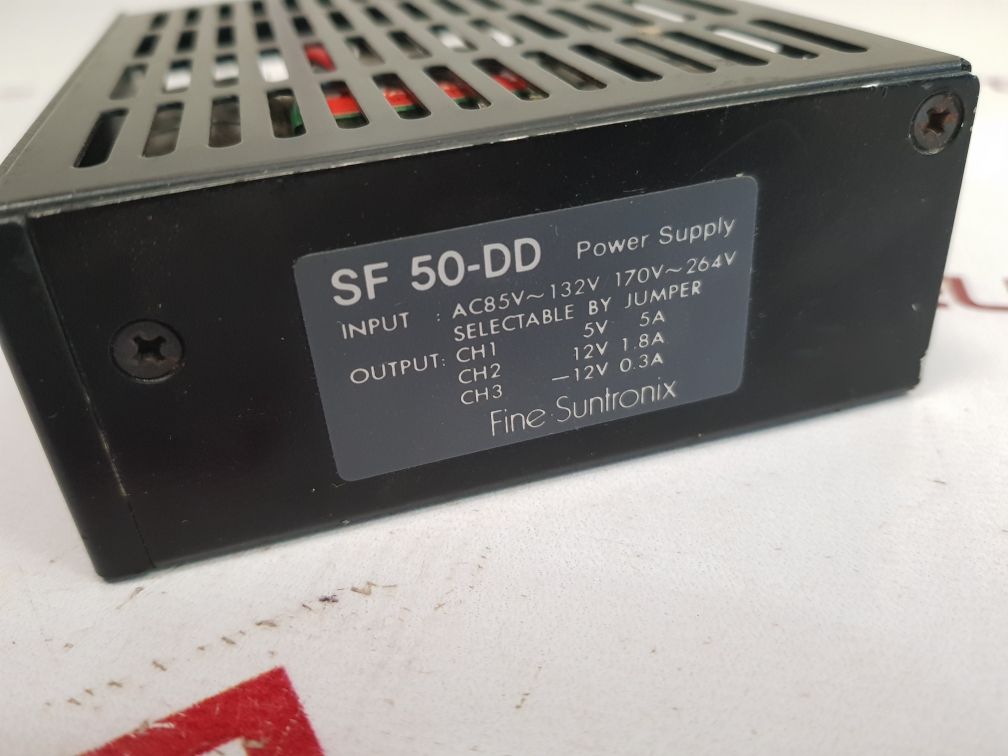 SF 50-DD Power Supply
INPUT : AC85V~132V 170V~264V
SELECTABLE BY JUMPER
OUTPUT: CH1 5V 5A
CH2 12V 1.8A
CH3 —12V 0.3A
Fine Suntronix